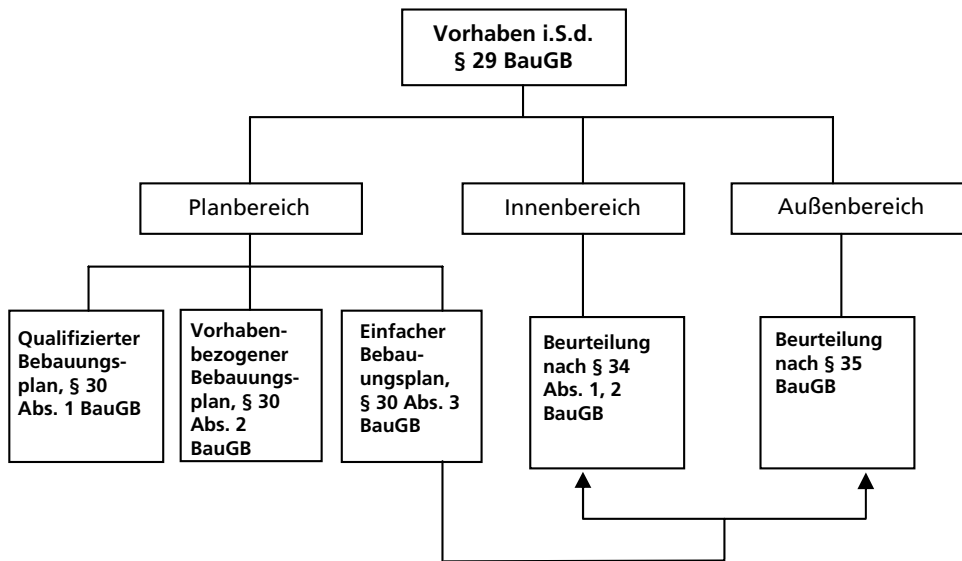 Vorhaben i.S.d.
§ 29 BauGB
Planbereich
Innenbereich
Außenbereich
Qualifizierter
Bebauungs-
plan, § 30
Abs. 1 BauGB
Vorhaben-
bezogener
Bebauungs-
plan, § 30
Abs. 2
BauGB
Einfacher
Bebau-
ungsplan,
§ 30 Abs. 3
BauGB
Beurteilung
nach § 34
Abs. 1, 2
BauGB
Beurteilung
nach § 35
BauGB